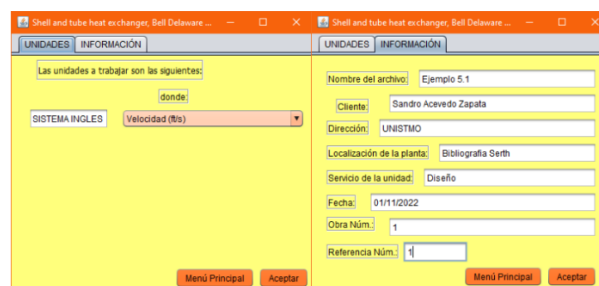 Shell and tube heat exchanger, Bell Delaware ...
UNIDADES INFORMACIÓN
Las unidades a trabajar son las siguientes:
donde:
SISTEMA INGLES Velocidad (ft/s)
Menú Principal Aceptar
Shell and tube heat exchanger, Bell Delaware ...
UNIDADES INFORMACIÓN
Nombre del archivo: Ejemplo 5.1
Cliente: Sandro Acevedo Zapata
Dirección: UNISTMO
Localización de la planta: Bibliografia Serth
Servicio de la unidad: Diseño
Fecha: 01/11/2022
Obra Núm.: 1
Referencia Núm.: 1
Menú Principal Aceptar